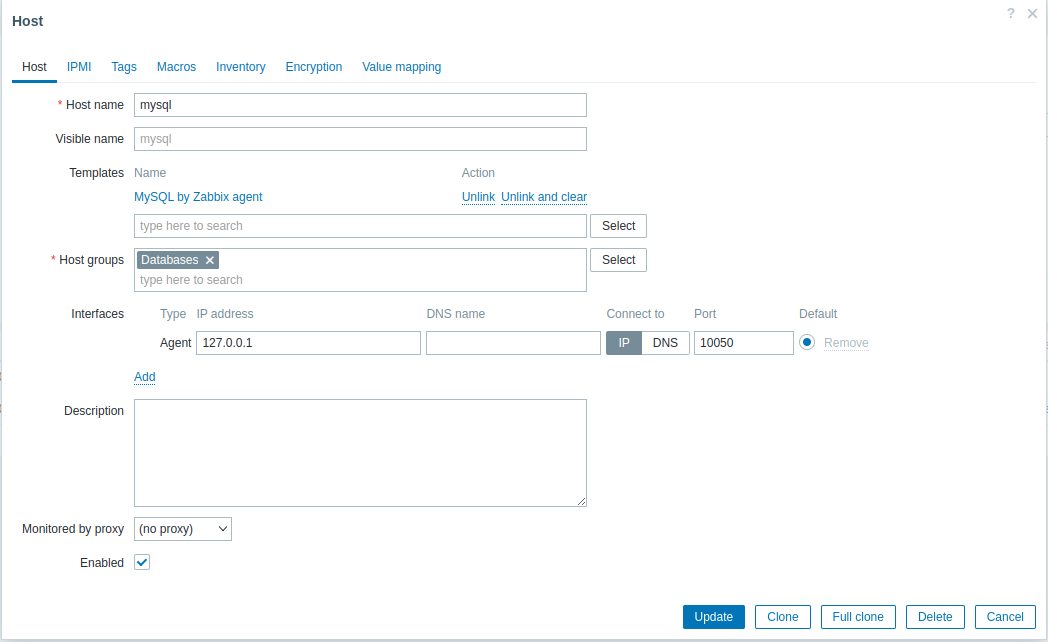 Host
? ×
Host IPMI Tags Macros Inventory Encryption Value mapping
* Host name mysql
Visible name mysql
Templates Name Action
MySQL by Zabbix agent Unlink Unlink and clear
type here to search Select
* Host groups Databases × Select
type here to search
Interfaces Type IP address DNS name Connect to Port Default
Agent 127.0.0.1 IP DNS 10050 Remove
Add
Description
Monitored by proxy (no proxy)
Enabled
Update Clone Full clone Delete Cancel